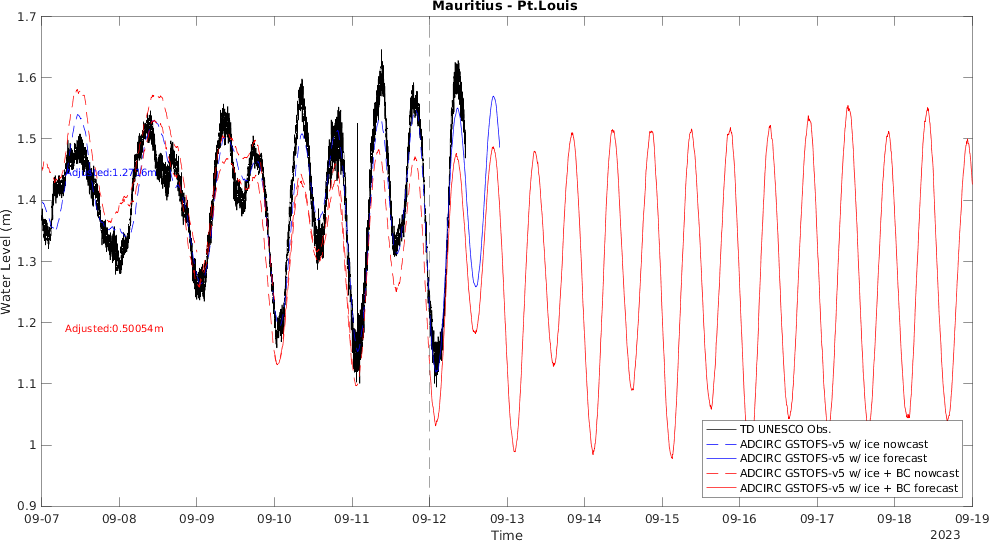 Mauritius - Pt.Louis
1.7
1.6
1.5
1.4
1.3
1.2
1.1
1
0.9
Water Level (m)
Adjusted:0.50054m
TD UNESCO Obs.
ADCIRC GSTOFS-v5 w/ ice nowcast
ADCIRC GSTOFS-v5 w/ ice forecast
ADCIRC GSTOFS-v5 w/ ice + BC nowcast
ADCIRC GSTOFS-v5 w/ ice + BC forecast
09-07 09-08 09-09 09-10 09-11 09-12 09-13 09-14 09-15 09-16 09-17 09-18 09-19
Time
2023